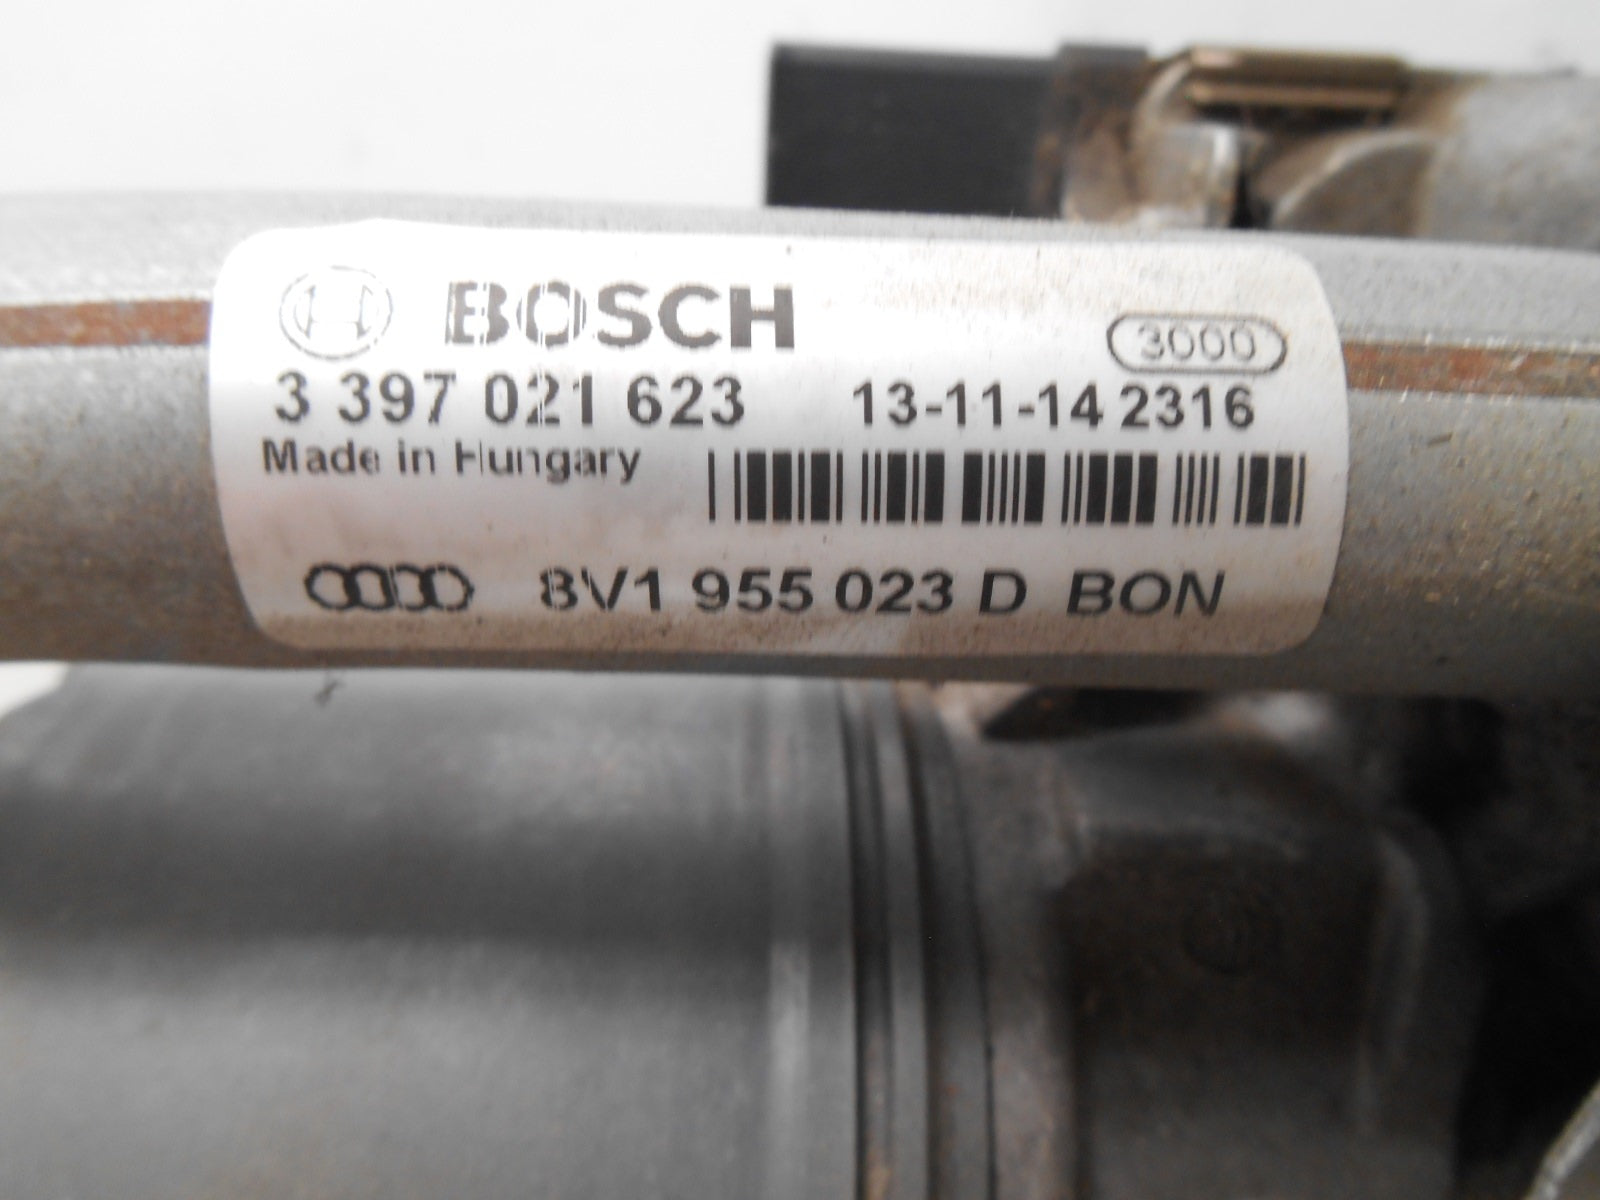 BOSCH
3000
3 397 021 623 13-11-14 2316
Made in Hungary
8V1 955 023 D BON